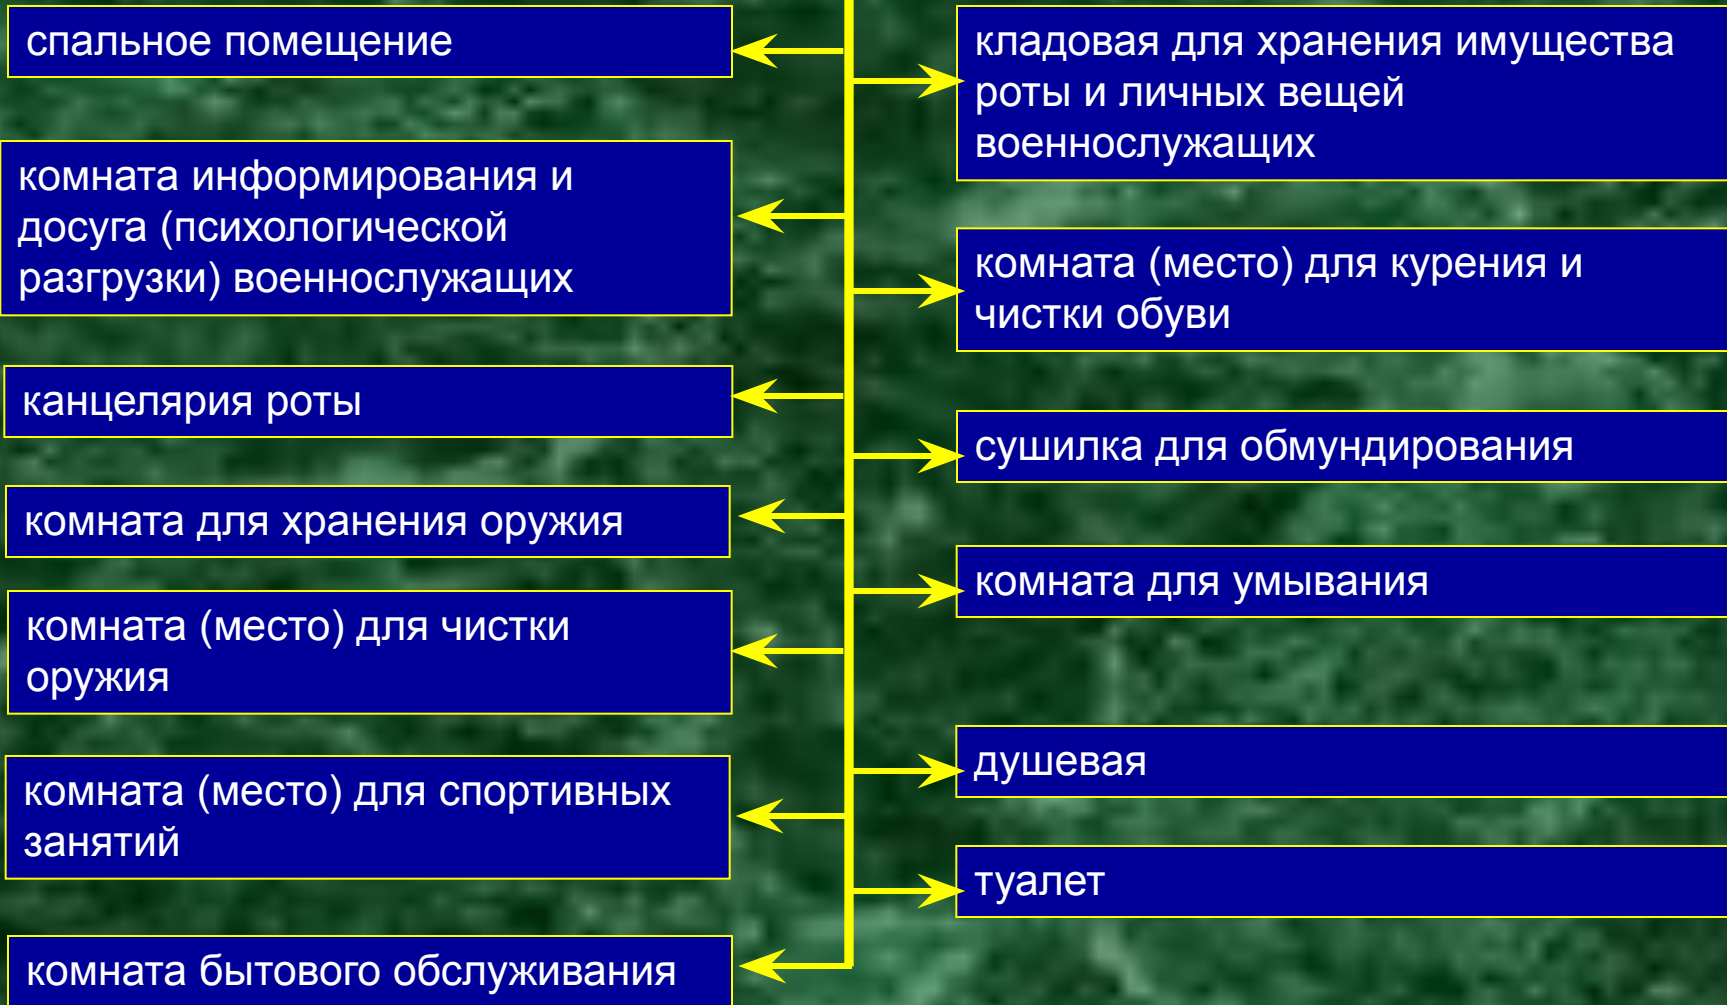 спальное помещение
комната информирования и
досуга (психологической
разгрузки) военнослужащих
канцелярия роты
комната для хранения оружия
комната (место) для чистки
оружия
комната (место) для спортивных
занятий
комната бытового обслуживания
кладовая для хранения имущества
роты и личных вещей
военнослужащих
комната (место) для курения и
чистки обуви
сушилка для обмундирования
комната для умывания
душевая
туалет